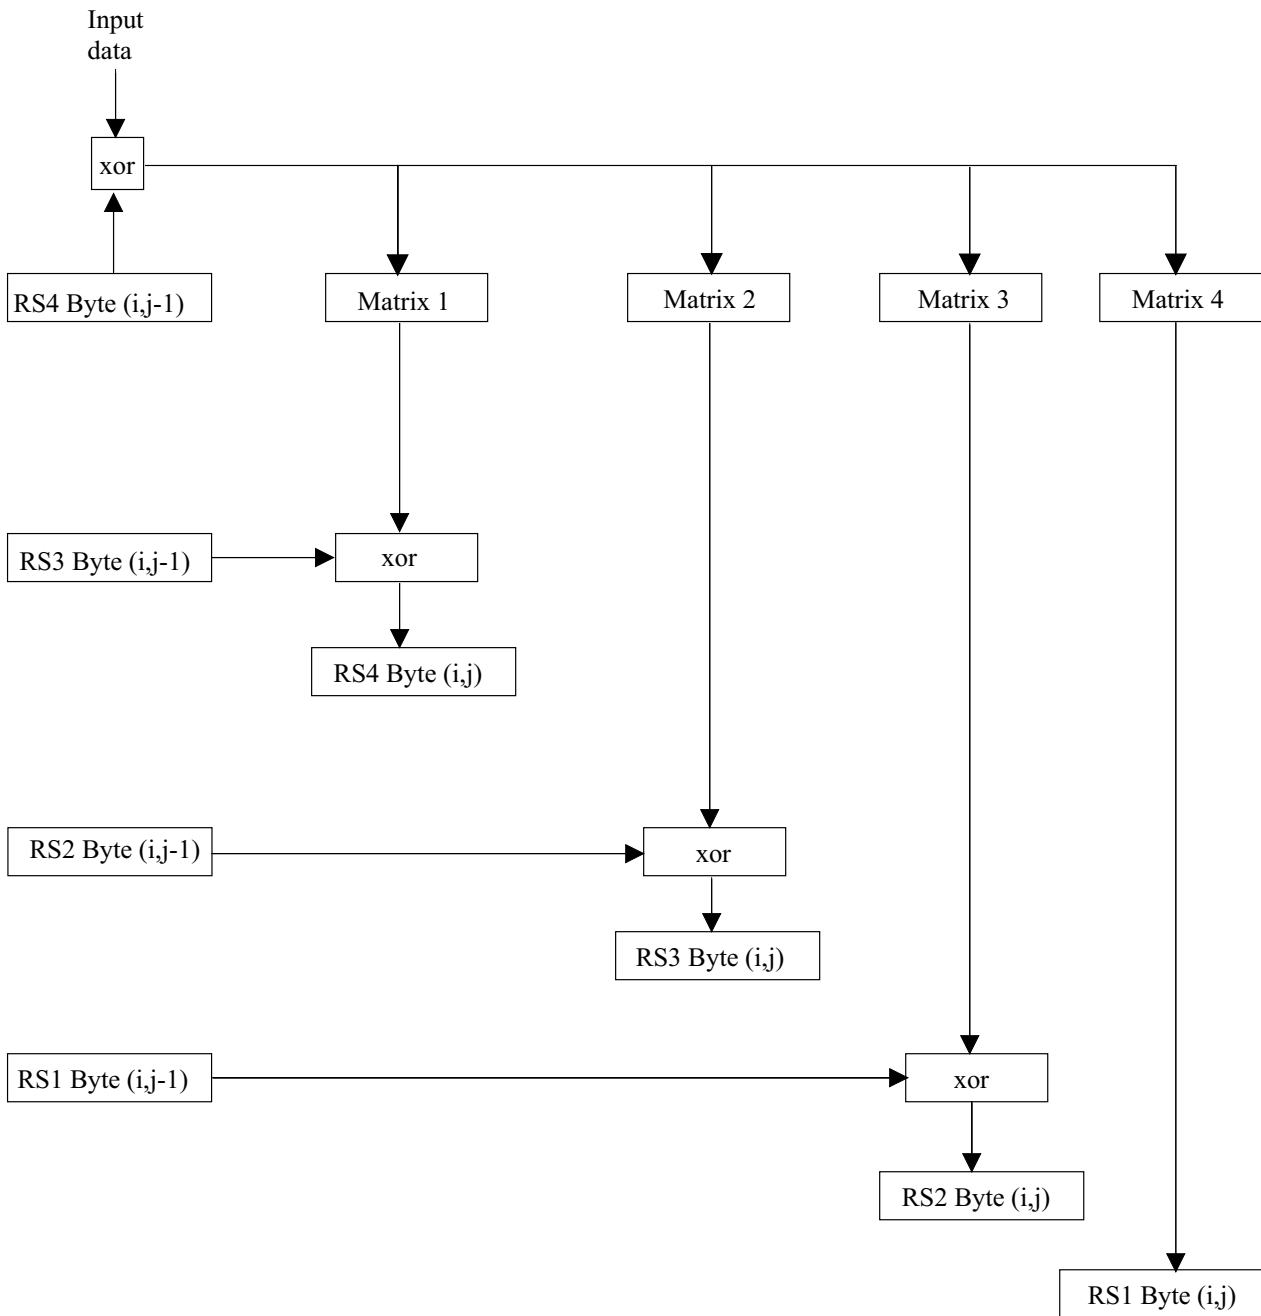 Input
data
xor
RS4 Byte (i,j-1)
Matrix 1
Matrix 2
Matrix 3
Matrix 4
RS3 Byte (i,j-1)
xor
RS4 Byte (i,j)
RS2 Byte (i,j-1)
xor
RS3 Byte (i,j)
RS1 Byte (i,j-1)
xor
RS2 Byte (i,j)
RS1 Byte (i,j)